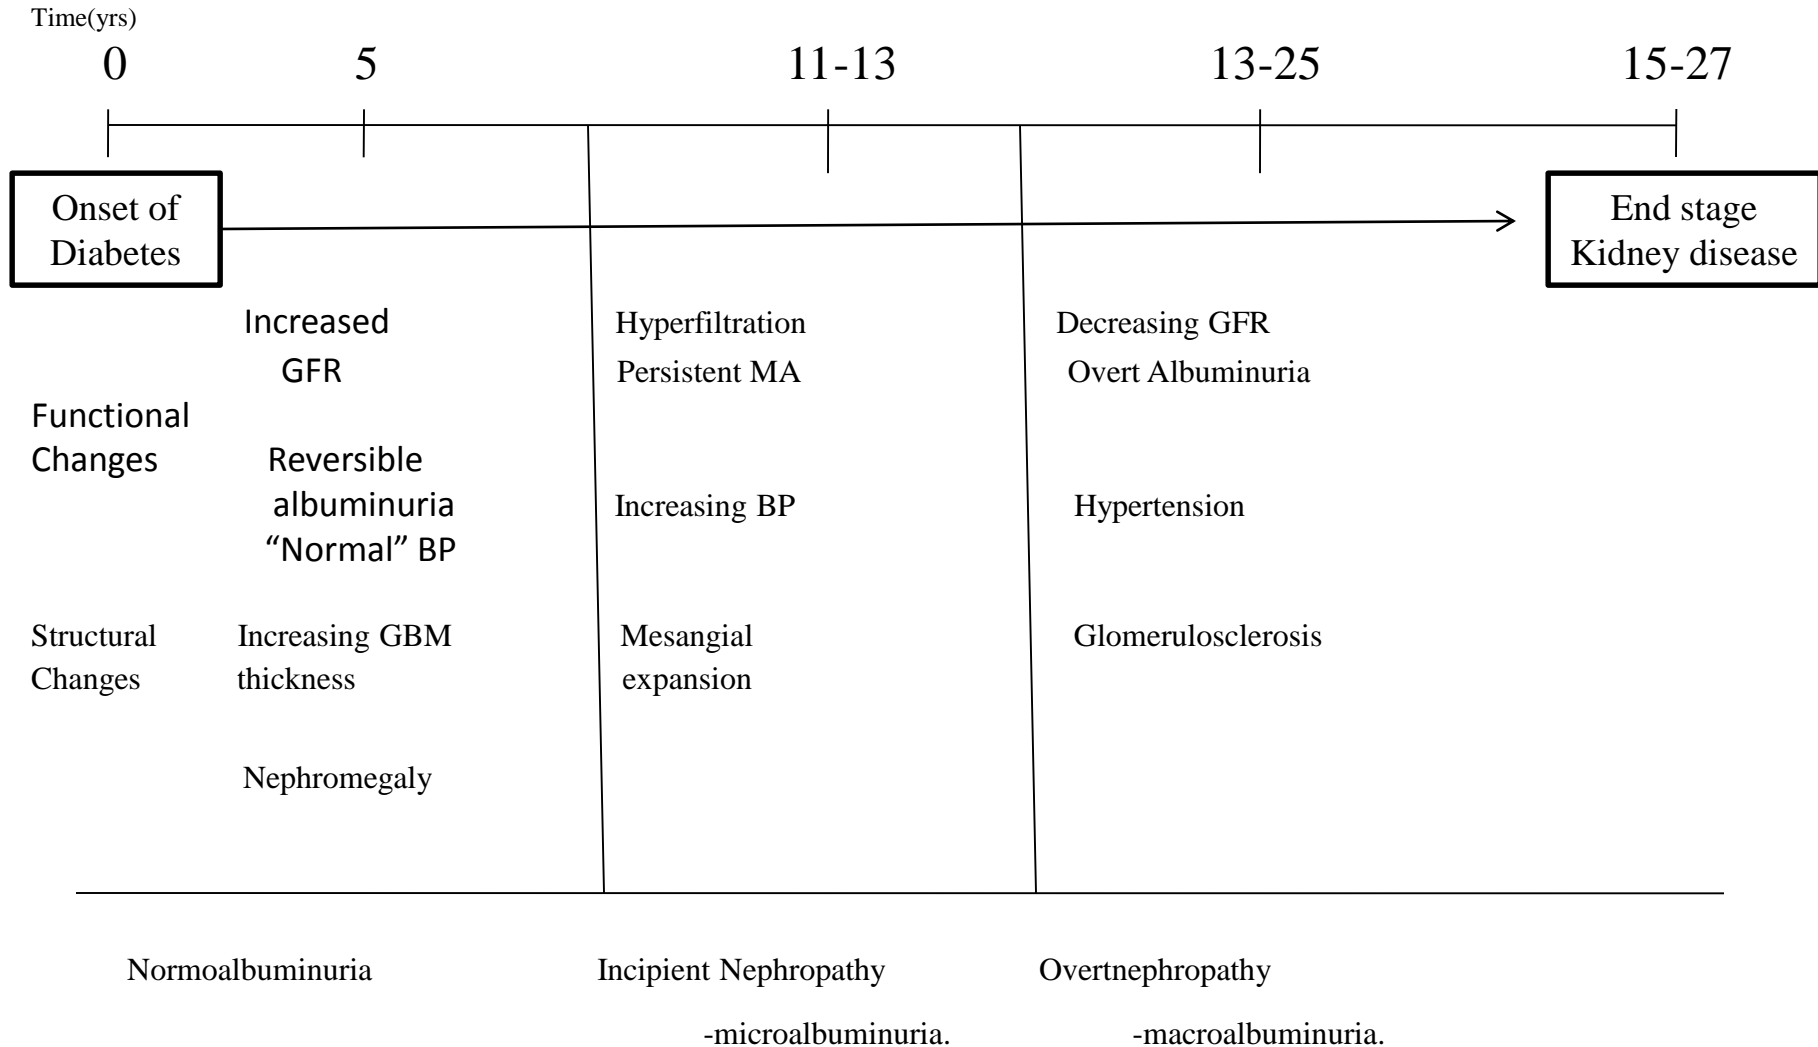 Time(yrs)
0 5 11-13 13-25 15-27
Onset of
Diabetes
End stage
Kidney disease
Increased
GFR
Hyperfiltration
Persistent MA
Decreasing GFR
Overt Albuminuria
Functional
Changes
Reversible
albuminuria
“Normal” BP
Increasing BP
Hypertension
Structural
Changes
Increasing GBM
thickness
Mesangial
expansion
Glomerulosclerosis
Nephromegaly
Normoalbuminuria
Incipient Nephropathy
-microalbuminuria.
Overtnephropathy
-macroalbuminuria.